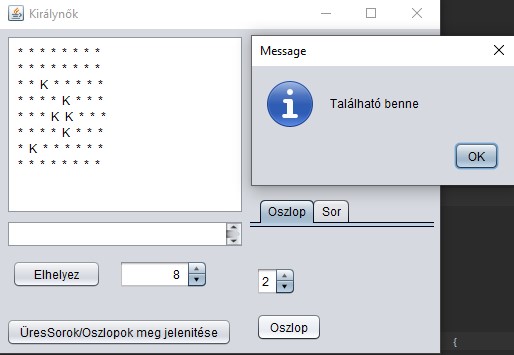 Királynők
* * * * * * * *
* * * * * * * *
* * K * * * * *
* * * * K * * *
* * * K K * * *
* * * * K * * *
* K * * * * * *
* * * * * * * *
Message
Található benne
OK
Oszlop Sor
Elhelyez 8
2
ÜresSorok/Oszlopok meg jelenitése
Oszlop
{